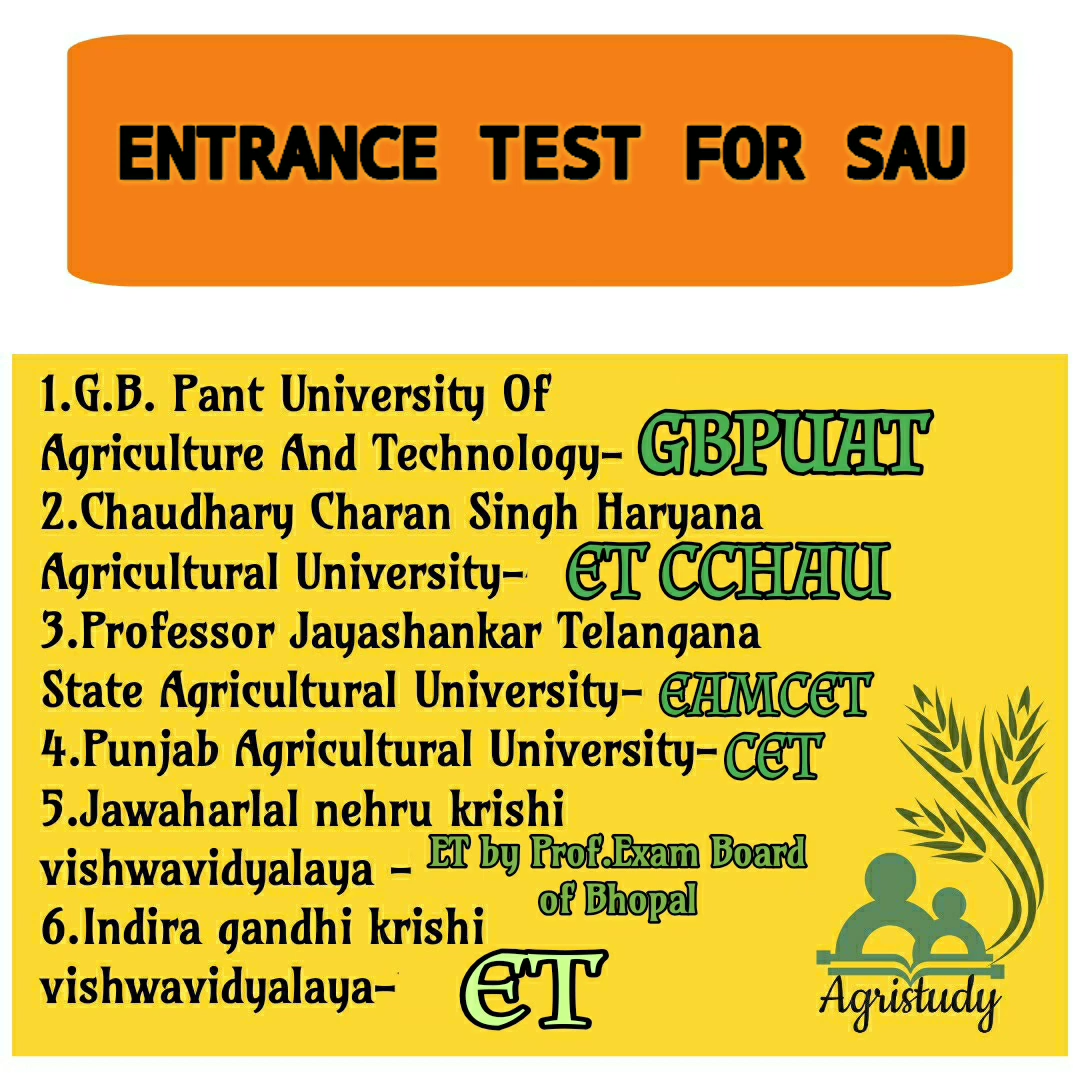 ENTRANCE TEST FOR SAU
1.G.B. Pant University Of
Agriculture And Technology- GBPUAT
2.Chaudhary Charan Singh Haryana
Agricultural University- ET CCHAU
3.Professor Jayashankar Telangana
State Agricultural University- EAMCET
4.Punjab Agricultural University- CET
5.Jawaharlal nehru krishi
vishwavidyalaya - ET by Prof.Exam Board
of Bhopal
6.Indira gandhi krishi
vishwavidyalaya- ET
Agristudy